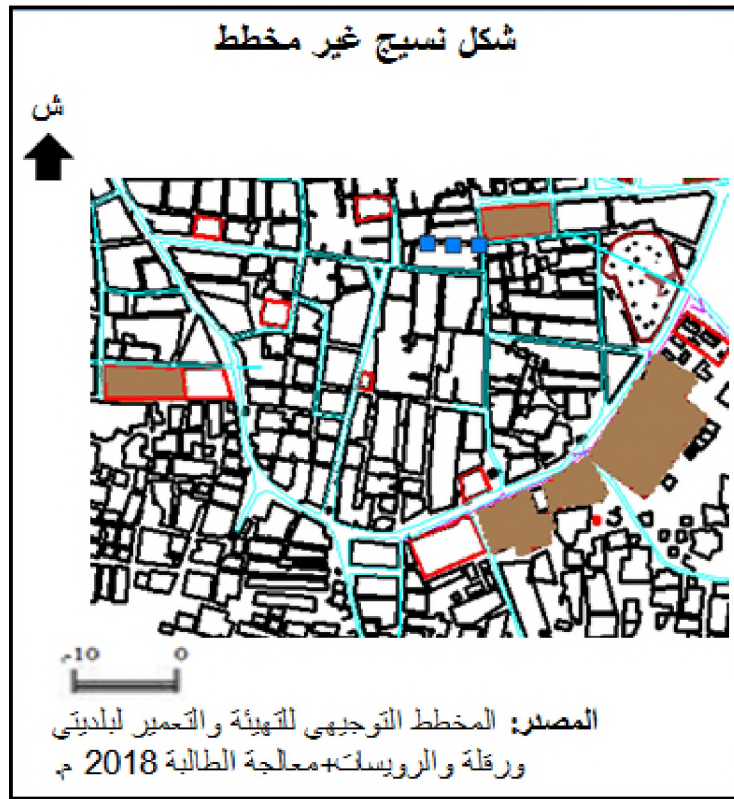 شكل نسيج غير مخطط
ش
10م 0
المصدر: المخطط التوجيهي للتهيئة والتعمير لبلديتي
ورقلة والرويسات+معالجة الطالبة 2018 م.